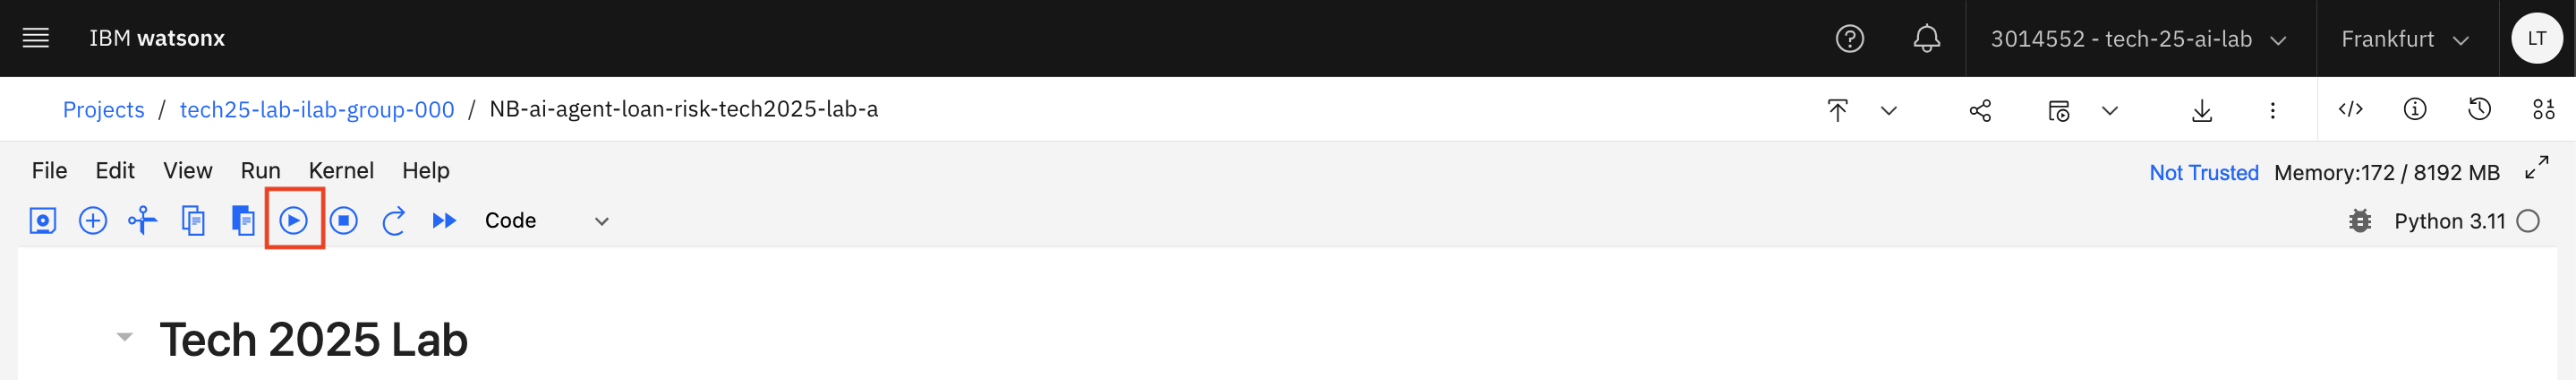 IBM watsonx 3014552 - tech-25-ai-lab Frankfurt LT
Projects / tech25-lab-ilab-group-000 / NB-ai-agent-loan-risk-tech2025-lab-a
File Edit View Run Kernel Help Not Trusted Memory:172 / 8192 MB
Code Python 3.11
Tech 2025 Lab